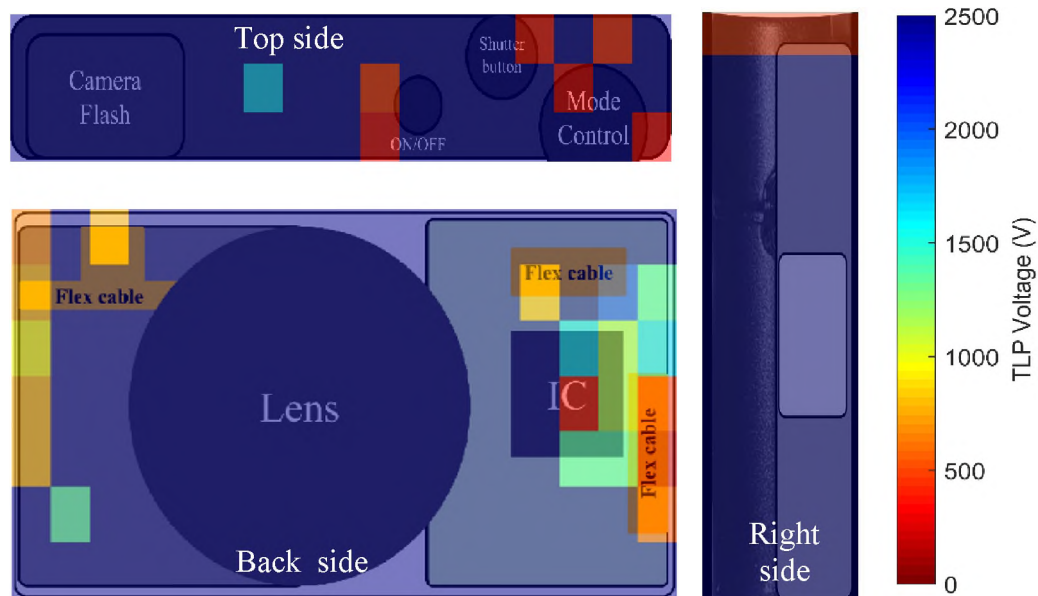 Top side
Camera
Flash
Shutter
button
Mode
Control
ON/OFF
Flex cable
Flex cable
Lens
IC
Flex cable
Back side
Right
side
2500
2000
1500
1000
500
0
TLP Voltage (V)